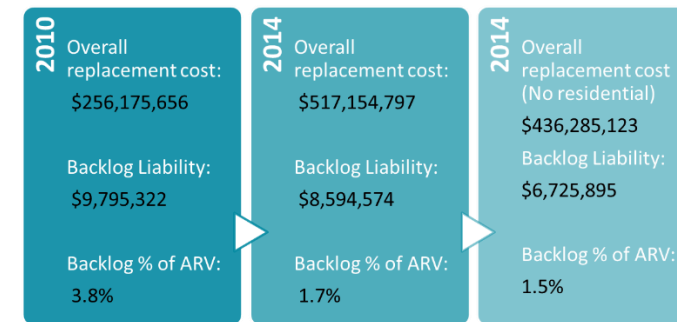 2010
Overall
replacement cost:
$256,175,656
Backlog Liability:
$9,795,322
Backlog % of ARV:
3.8%
2014
Overall
replacement cost:
$517,154,797
Backlog Liability:
$8,594,574
Backlog % of ARV:
1.7%
2014
Overall
replacement cost
(No residential)
$436,285,123
Backlog Liability:
$6,725,895
Backlog % of ARV:
1.5%